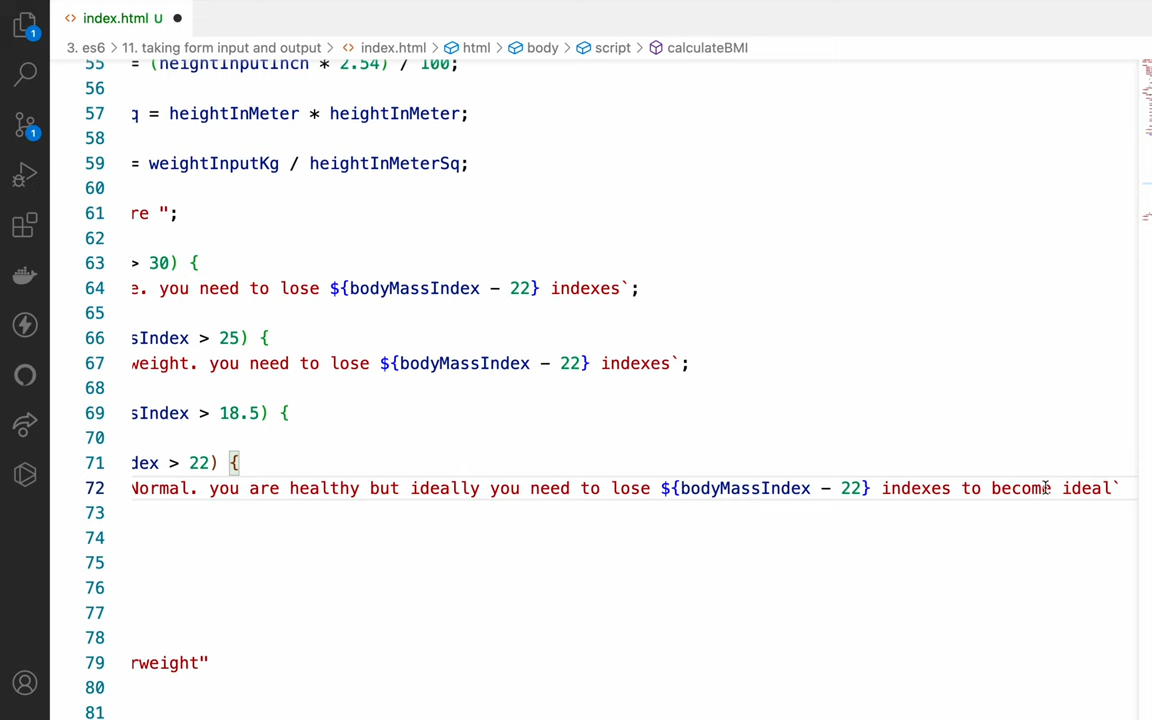 index.html U
1
3. es6 > 11. taking form input and output > index.html > html > body > script > calculateBMI
55 = (heightInputInch * 2.54) / 100;
56
57 q = heightInMeter * heightInMeter;
58
1
59 = weightInputKg / heightInMeterSq;
60
61 re ";
62
63 > 30) {
64 e. you need to lose ${bodyMassIndex - 22} indexes`;
65
66 sIndex > 25) {
67 weight. you need to lose ${bodyMassIndex - 22} indexes`;
68
69 sIndex > 18.5) {
70
71 dex > 22) {
72 Normal. you are healthy but ideally you need to lose ${bodyMassIndex - 22} indexes to become ideal`
73
74
75
76
77
78
79 rweight"
80
81